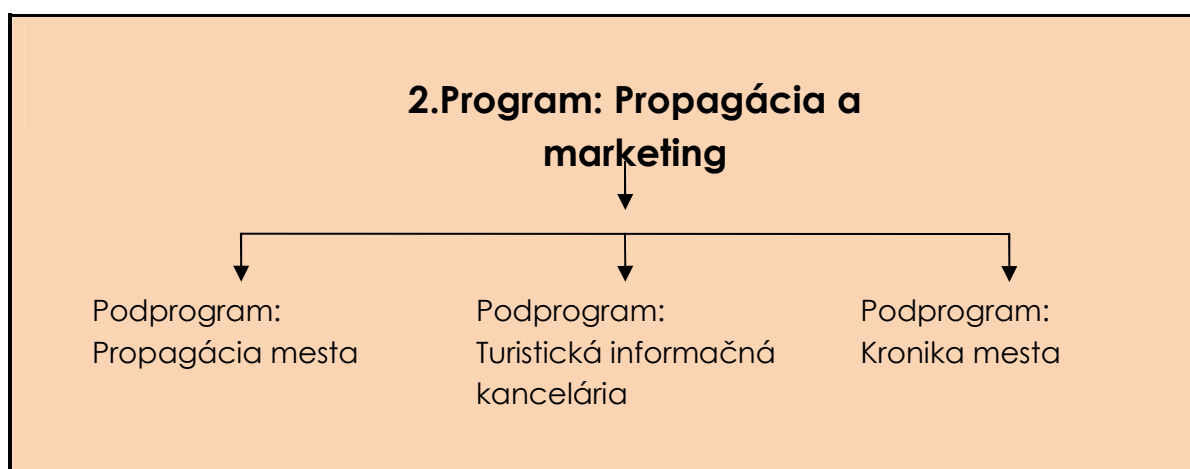 2.Program: Propagácia a
marketing
Podprogram:
Propagácia mesta
Podprogram:
Turistická informačná
kancelária
Podprogram:
Kronika mesta